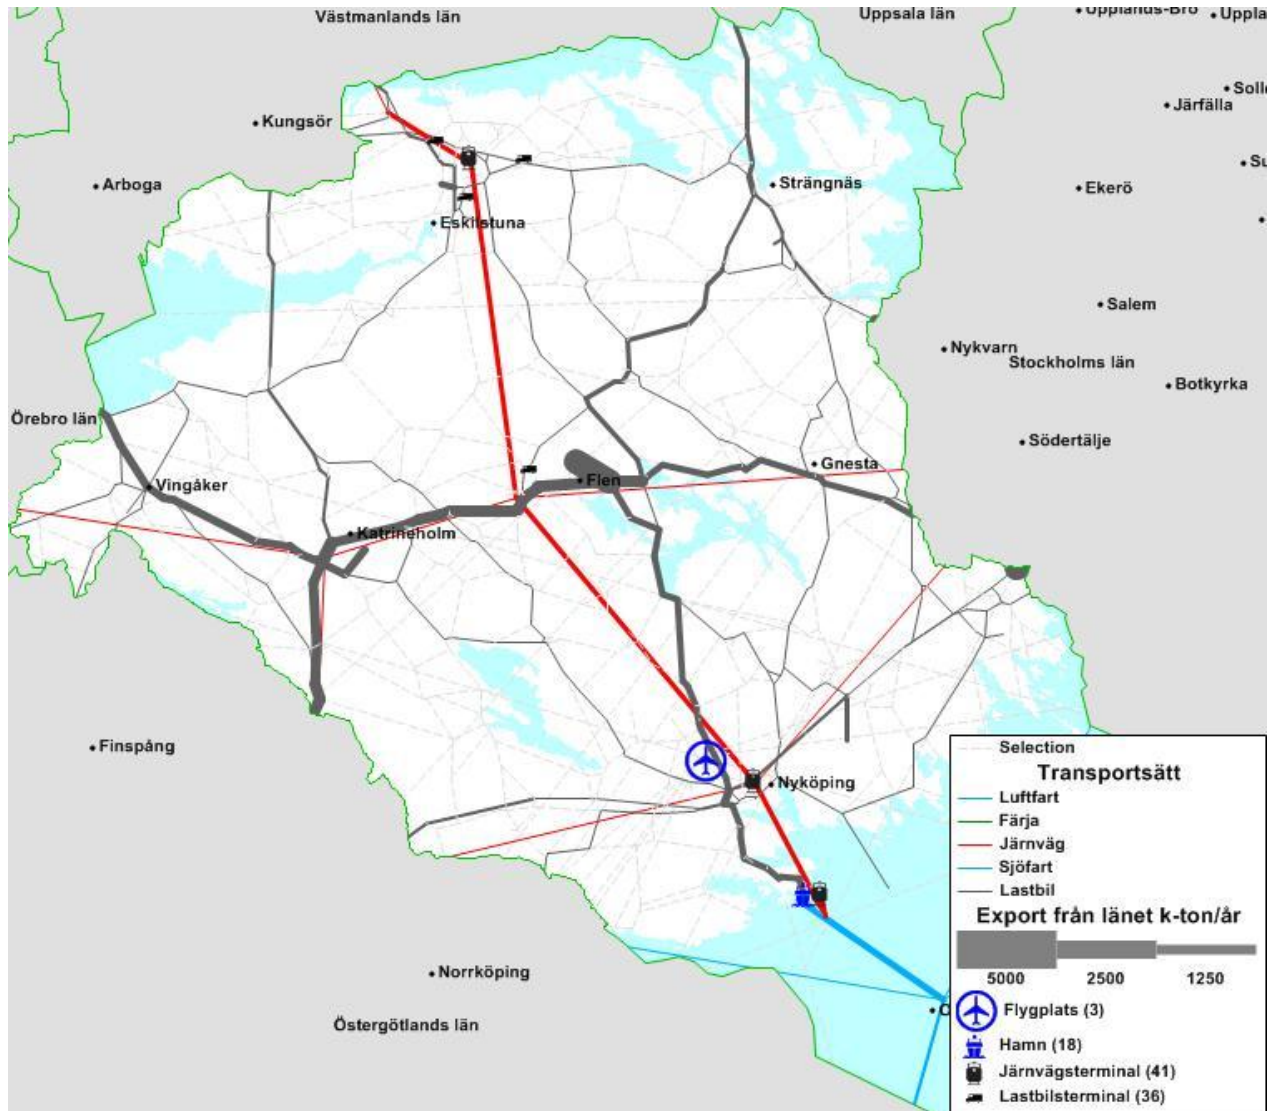 Västmanlands län
Uppsala län
Upplands-Bro
Kungsör
Järfälla
Arboga
Strängnäs
Ekerö
Eskilstuna
Salem
Nykvarn
Stockholms län
Botkyrka
Örebro län
Södertälje
Gnesta
Vingåker
Flen
Katrineholm
Finspång
Nyköping
Norrköping
Östergötlands län
Selection
Transportsätt
Luftfart
Färja
Järnväg
Sjöfart
Lastbil
Export från länet k-ton/år
5000 2500 1250
Flygplats (3)
Hamn (18)
Järnvägsterminal (41)
Lastbilsterminal (36)